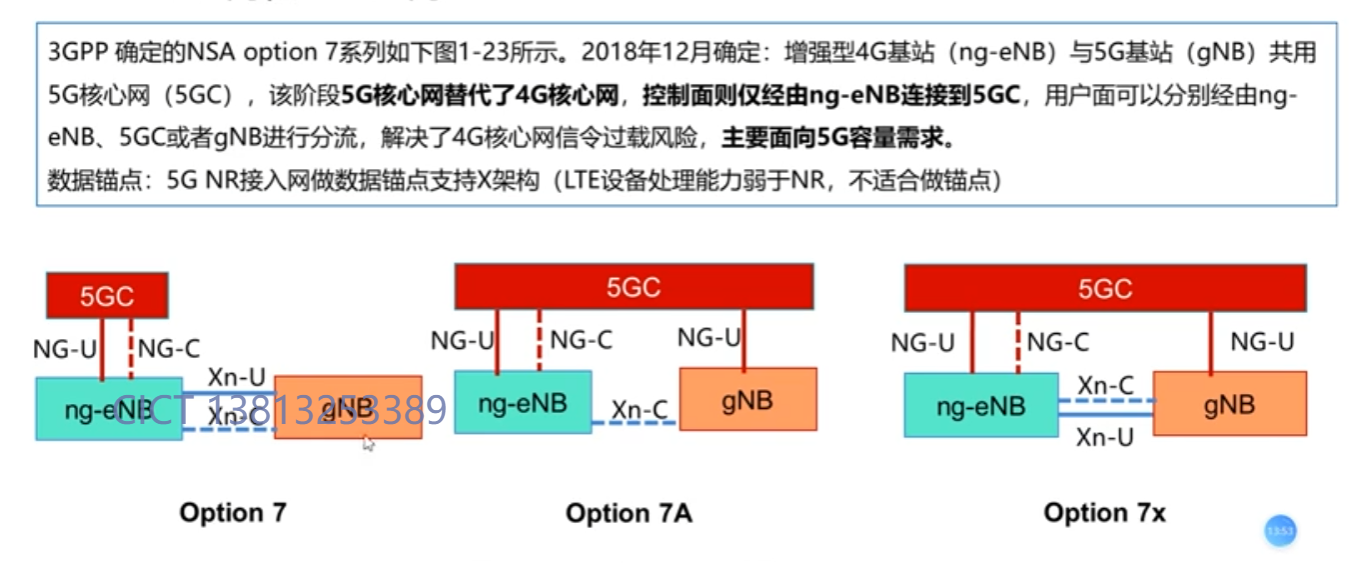 3GPP 确定的NSA option 7系列如下图1-23所示。2018年12月确定：增强型4G基站（ng-eNB）与5G基站（gNB）共用
5G核心网（5GC），该阶段5G核心网替代了4G核心网，控制面则仅经由ng-eNB连接到5GC，用户面可以分别经由ng-
eNB、5GC或者gNB进行分流，解决了4G核心网信令过载风险，主要面向5G容量需求。
数据锚点：5G NR接入网做数据锚点支持X架构（LTE设备处理能力弱于NR，不适合做锚点）
5GC
NG-U
NG-C
Xn-U
ng-eNB
Xn-C
gNB
CICT 13813253389
Option 7
5GC
NG-U
NG-C
NG-U
ng-eNB
Xn-C
gNB
Option 7A
5GC
NG-U
NG-C
NG-U
Xn-C
ng-eNB
gNB
Xn-U
Option 7x
13:53